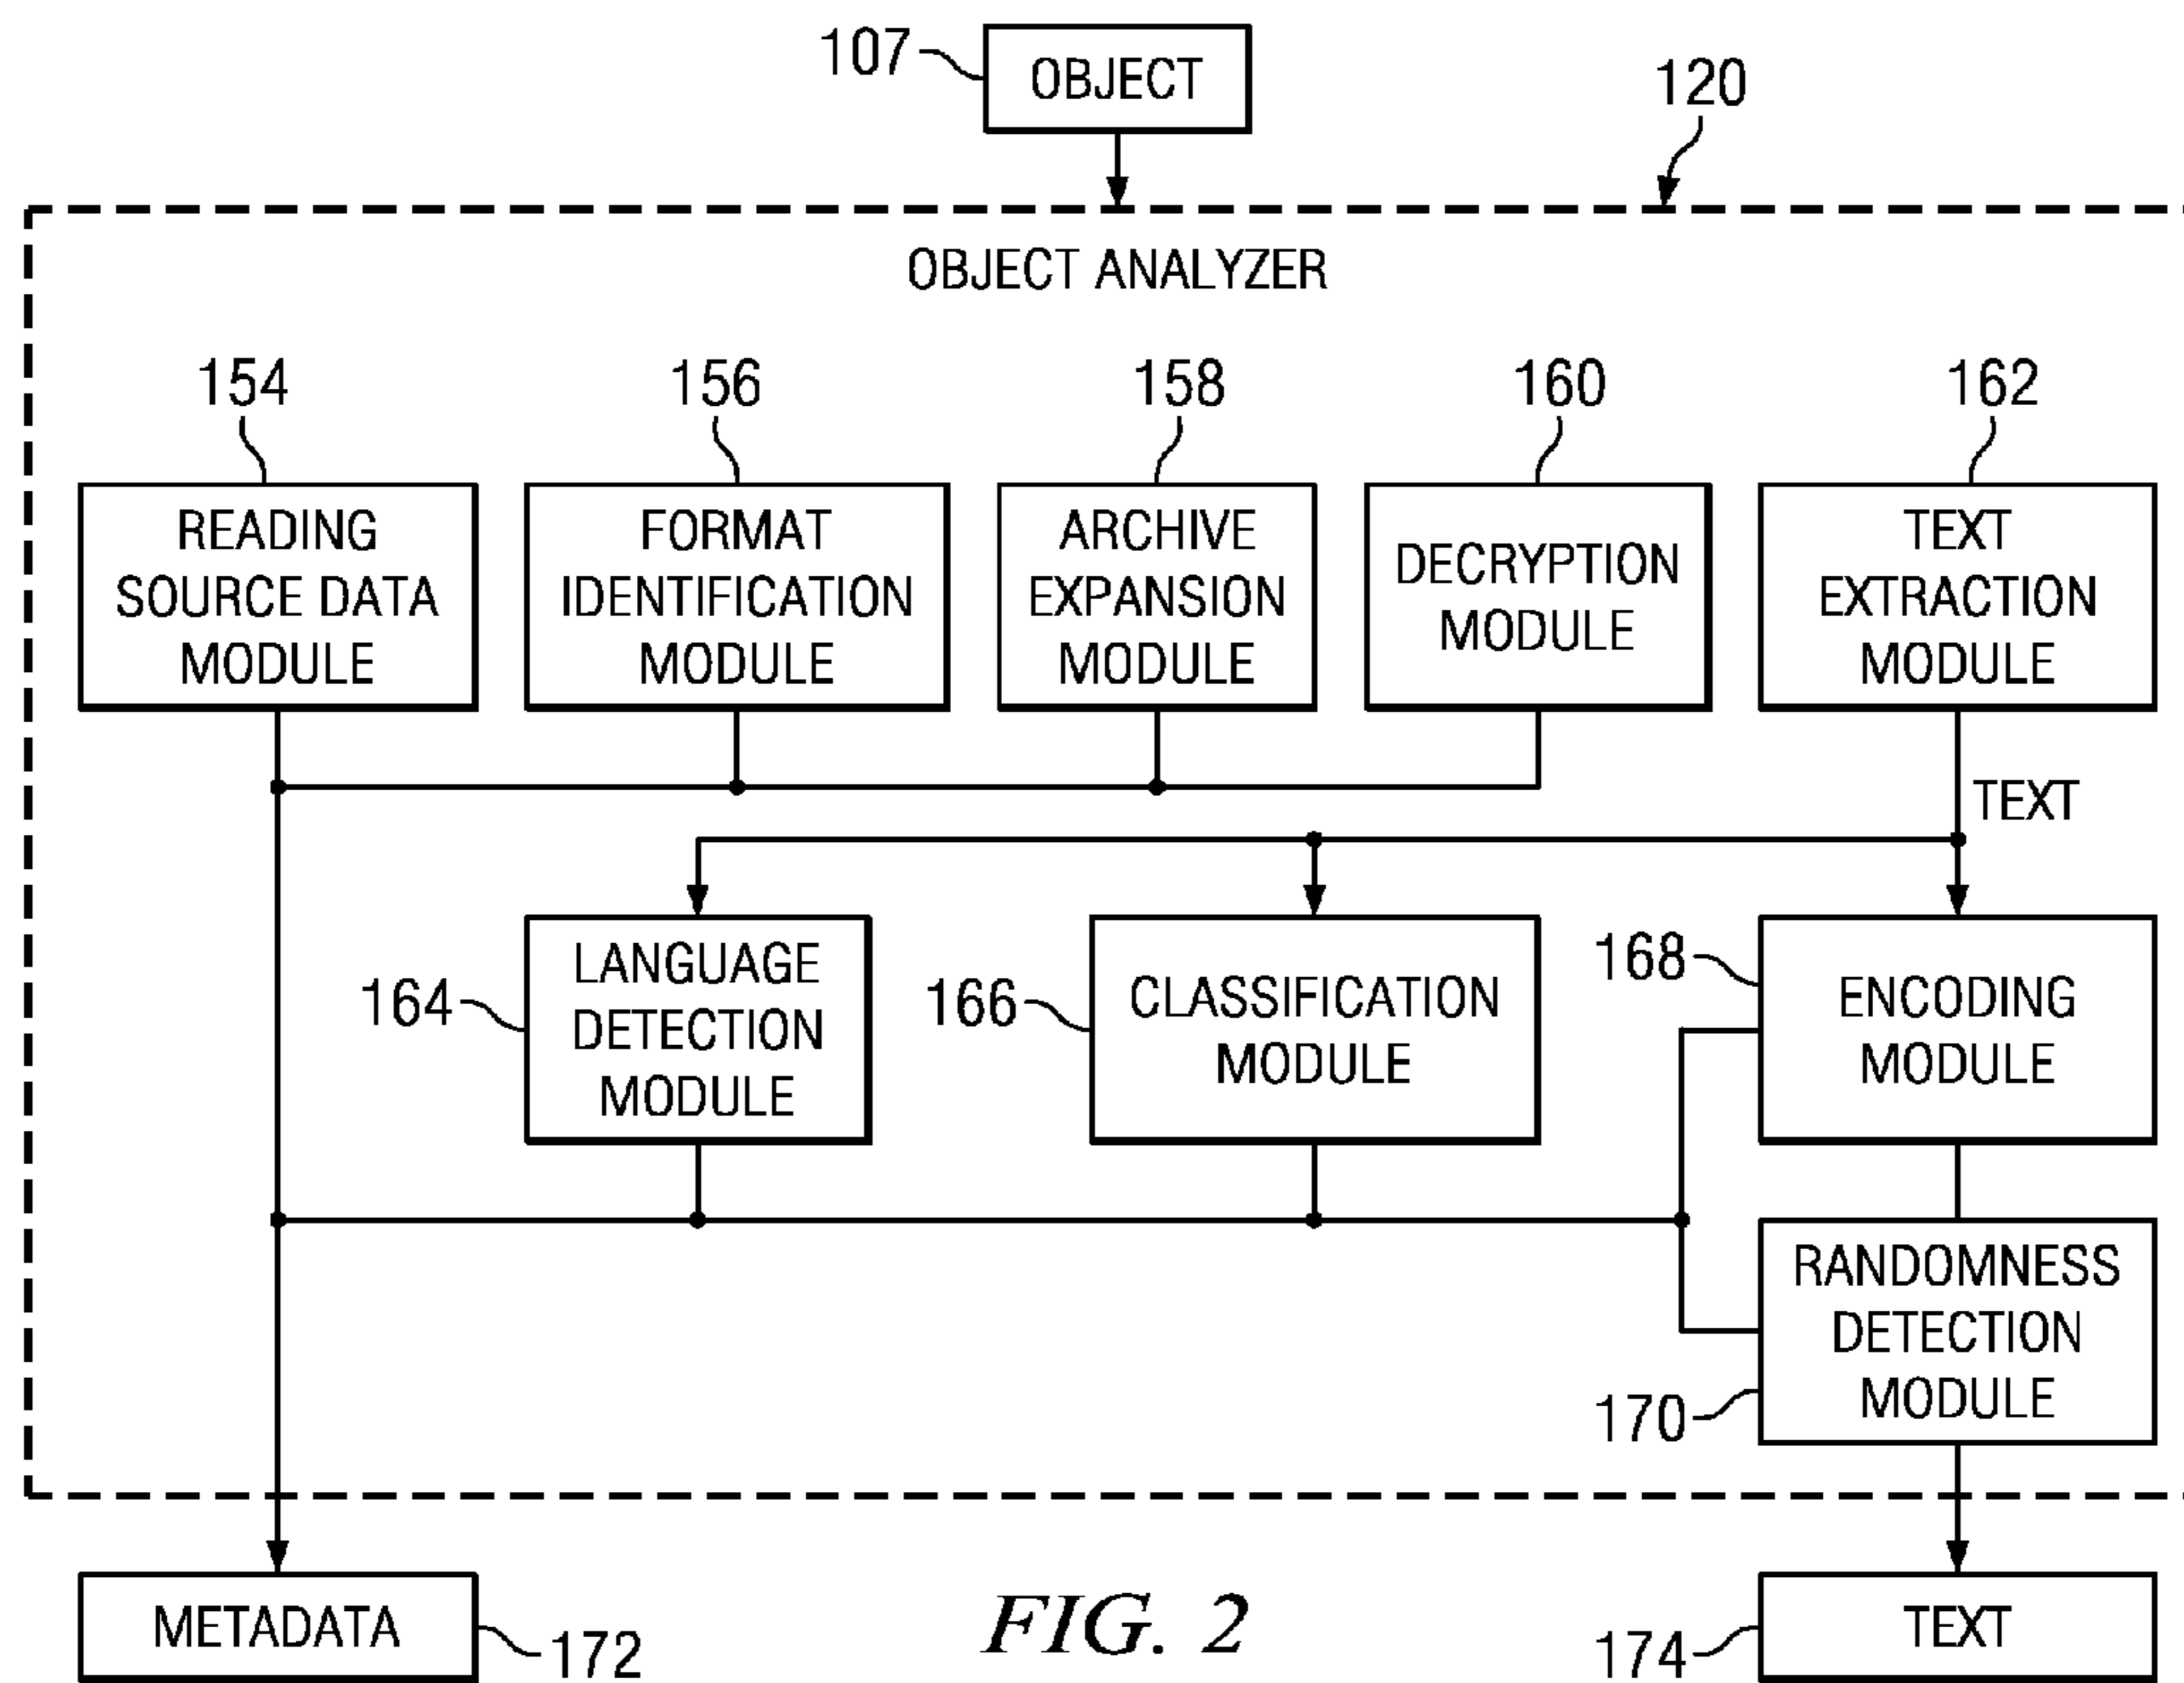 107
OBJECT
120
OBJECT ANALYZER
154
156
158
160
162
READING
SOURCE DATA
MODULE
FORMAT
IDENTIFICATION
MODULE
ARCHIVE
EXPANSION
MODULE
DECRYPTION
MODULE
TEXT
EXTRACTION
MODULE
TEXT
164
LANGUAGE
DETECTION
MODULE
166
CLASSIFICATION
MODULE
168
ENCODING
MODULE
RANDOMNESS
DETECTION
MODULE
170
METADATA
172
FIG. 2
174
TEXT